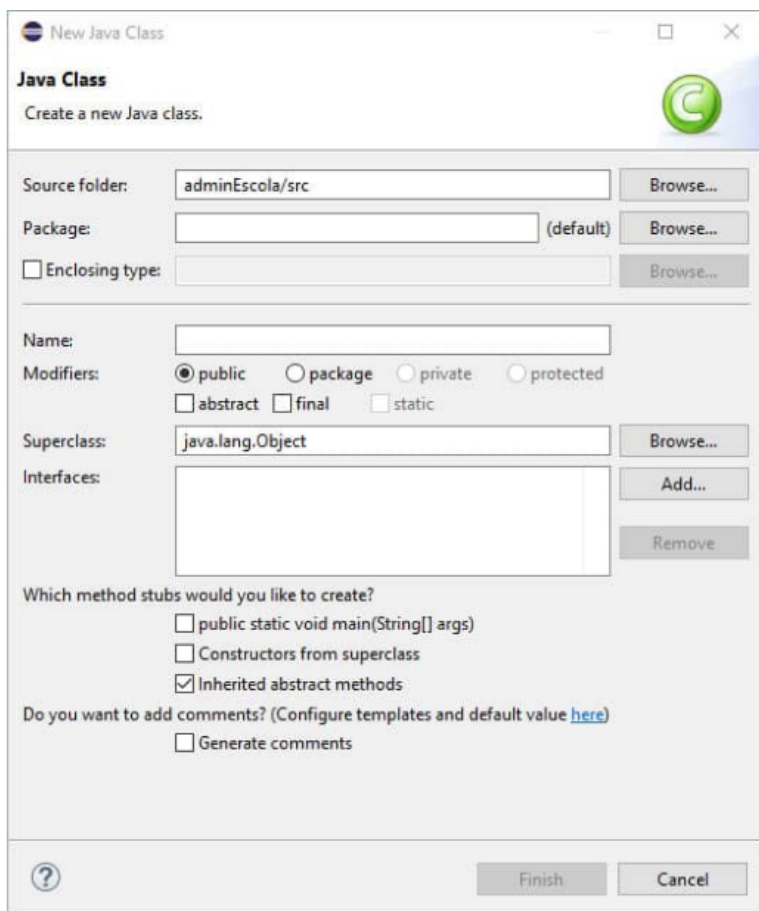 New Java Class
Java Class
Create a new Java class.
C
Source folder: adminEscola/src Browse...
Package: (default) Browse...
Enclosing type: Browse...
Name:
Modifiers: public package private protected
abstract final static
Superclass: java.lang.Object Browse...
Interfaces: Add...
Remove
Which method stubs would you like to create?
public static void main(String[] args)
Constructors from superclass
Inherited abstract methods
Do you want to add comments? (Configure templates and default value here)
Generate comments
? Finish Cancel